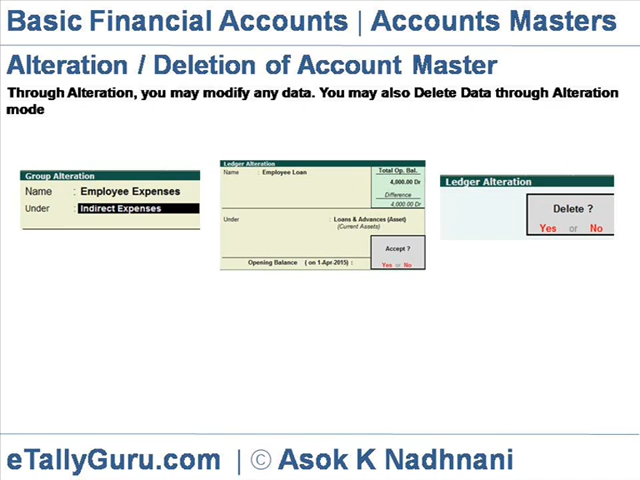 Basic Financial Accounts | Accounts Masters
Alteration / Deletion of Account Master
Through Alteration, you may modify any data. You may also Delete Data through Alteration
mode
Group Alteration
Name : Employee Expenses
Under : Indirect Expenses
Ledger Alteration
Name : Employee Loan
Total Op. Bal.
4,000.00 Dr
Difference
4,000.00 Dr
Under : Loans & Advances (Asset)
(Current Assets)
Accept ?
Yes or No
Opening Balance ( on 1-Apr-2015) :
Ledger Alteration
Delete ?
Yes or No
eTallyGuru.com | © Asok K Nadhnani